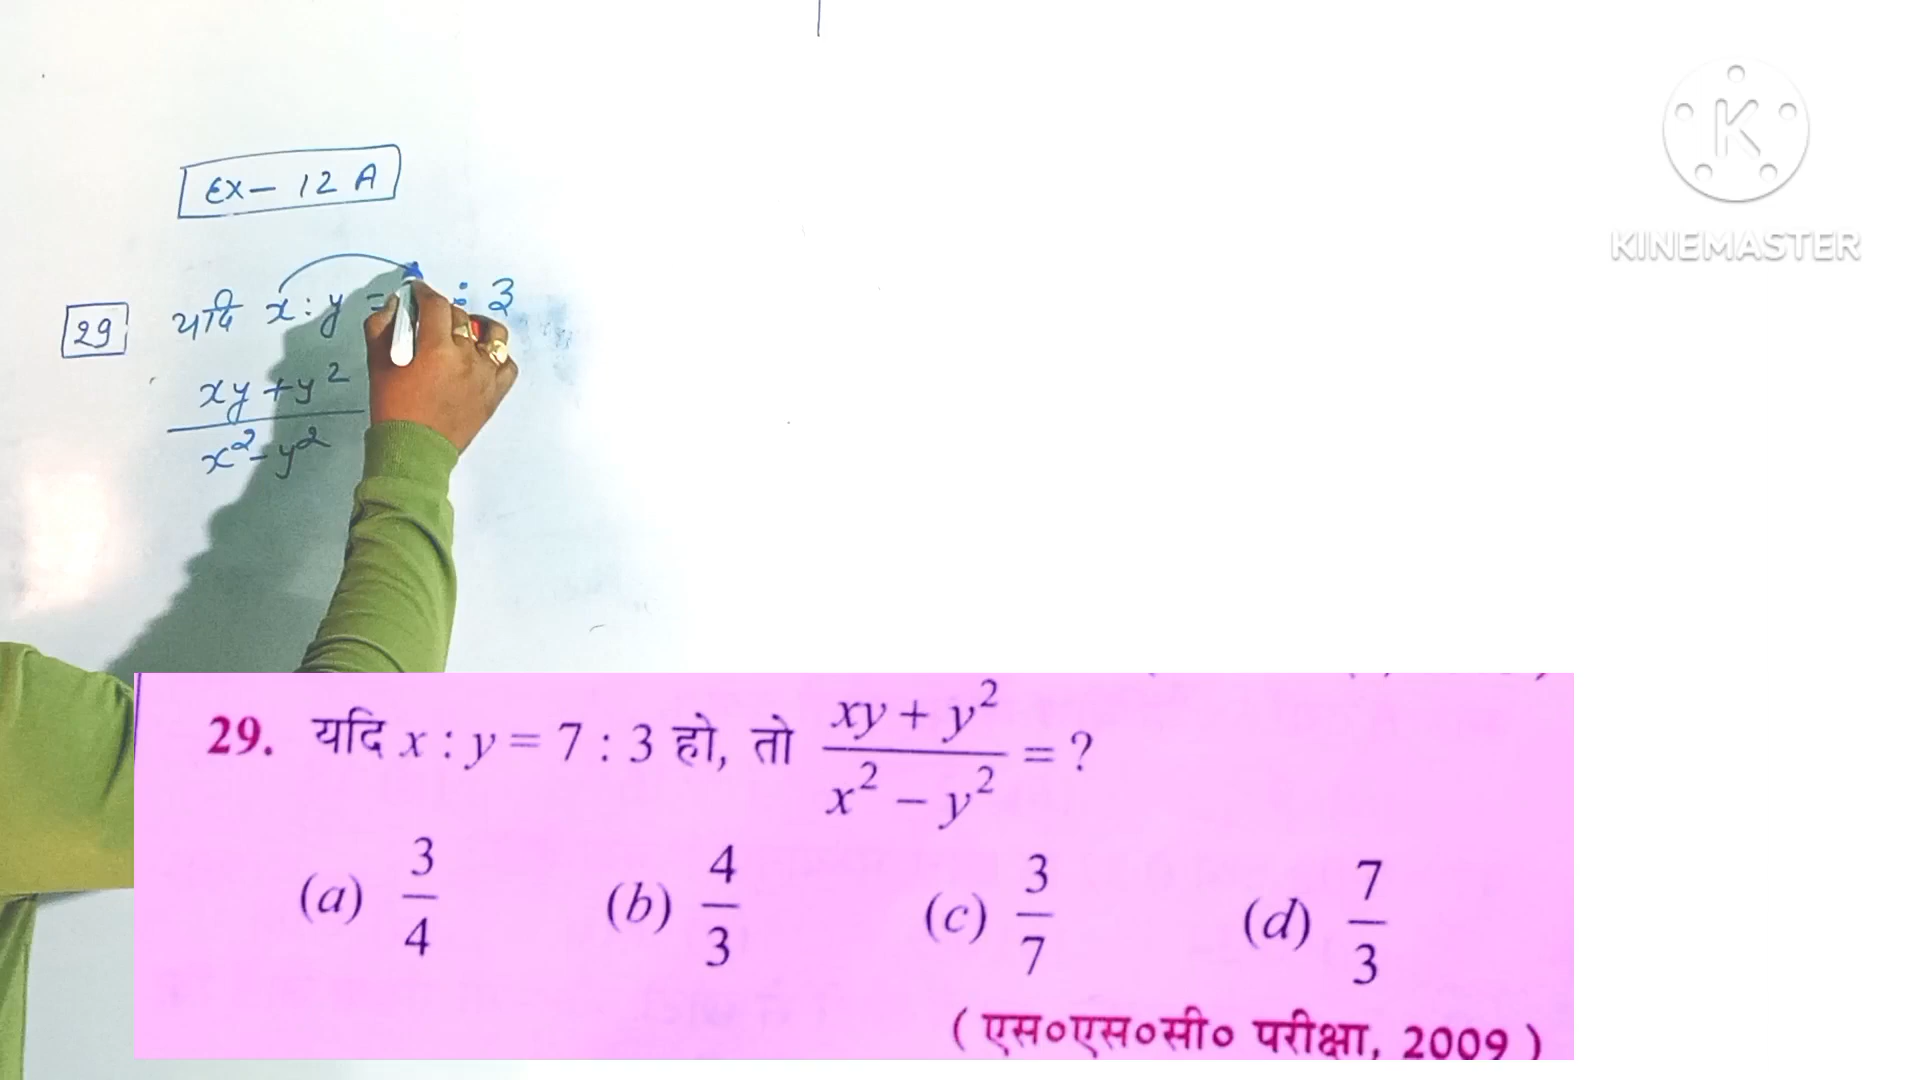 Ex- 12 A
29 यदि x : y = : 3
xy + y²
x² - y²
KINEMASTER
29. यदि x : y = 7 : 3 हो, तो (xy + y²)/(x² − y²) = ?
(a) 3/4 (b) 4/3 (c) 3/7 (d) 7/3
( एस०एस०सी० परीक्षा, 2009 )